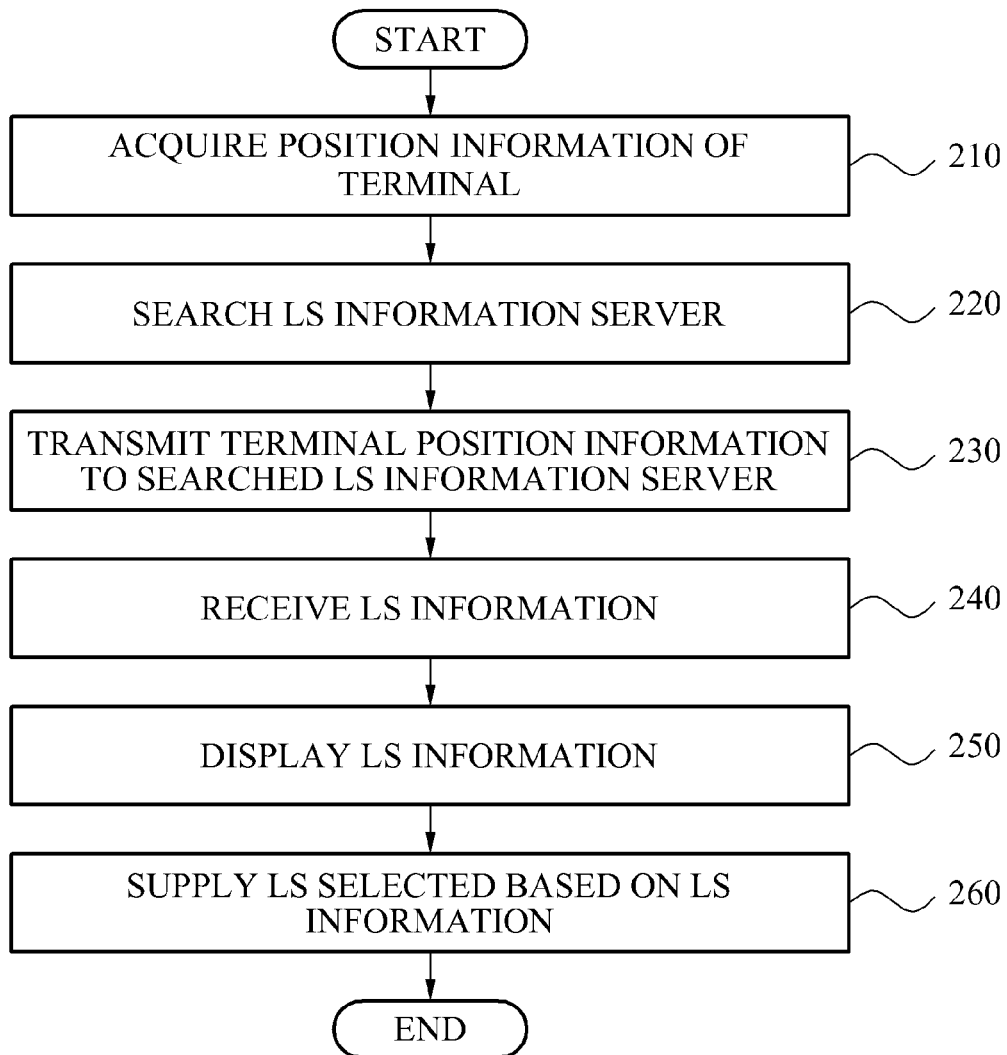 START
ACQUIRE POSITION INFORMATION OF
TERMINAL
210
SEARCH LS INFORMATION SERVER
220
TRANSMIT TERMINAL POSITION INFORMATION
TO SEARCHED LS INFORMATION SERVER
230
RECEIVE LS INFORMATION
240
DISPLAY LS INFORMATION
250
SUPPLY LS SELECTED BASED ON LS
INFORMATION
260
END